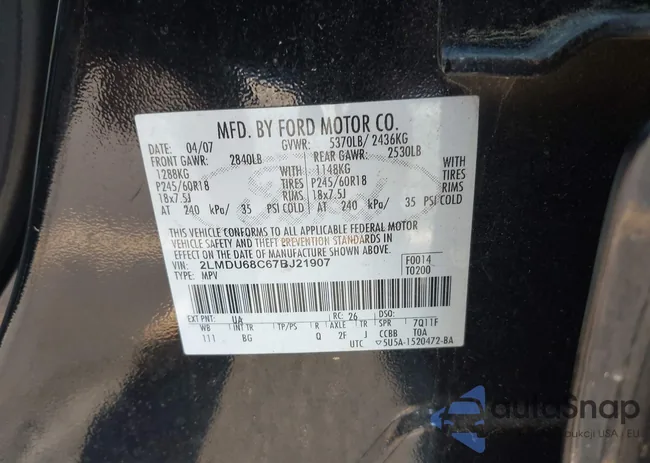 MFD. BY FORD MOTOR CO.
DATE: 04/07 GVWR: 5370LB/ 2436KG
FRONT GAWR: 2840LB REAR GAWR: 2530LB
1288KG WITH 1148KG WITH
P245/60R18 TIRES P245/60R18 TIRES
18x7.5J RIMS 18x7.5J RIMS
AT 240 kPa/ 35 PSI COLD AT 240 kPa/ 35 PSI COLD
THIS VEHICLE CONFORMS TO ALL APPLICABLE FEDERAL MOTOR
VEHICLE SAFETY AND THEFT PREVENTION STANDARDS IN
EFFECT ON THE DATE OF MANUFACTURE SHOWN ABOVE.
VIN: 2LMDU68C67BJ21907 F0014
TYPE: MPV T0200
EXT PNT: UA RC: 26 DSO:
WB INT TR TP/PS R AXLE TR SPR 7Q11F
111 BG Q 2F J CCBB T0A
UTC ▽5U5A-1520472-BA
autoSnap
USA / EU